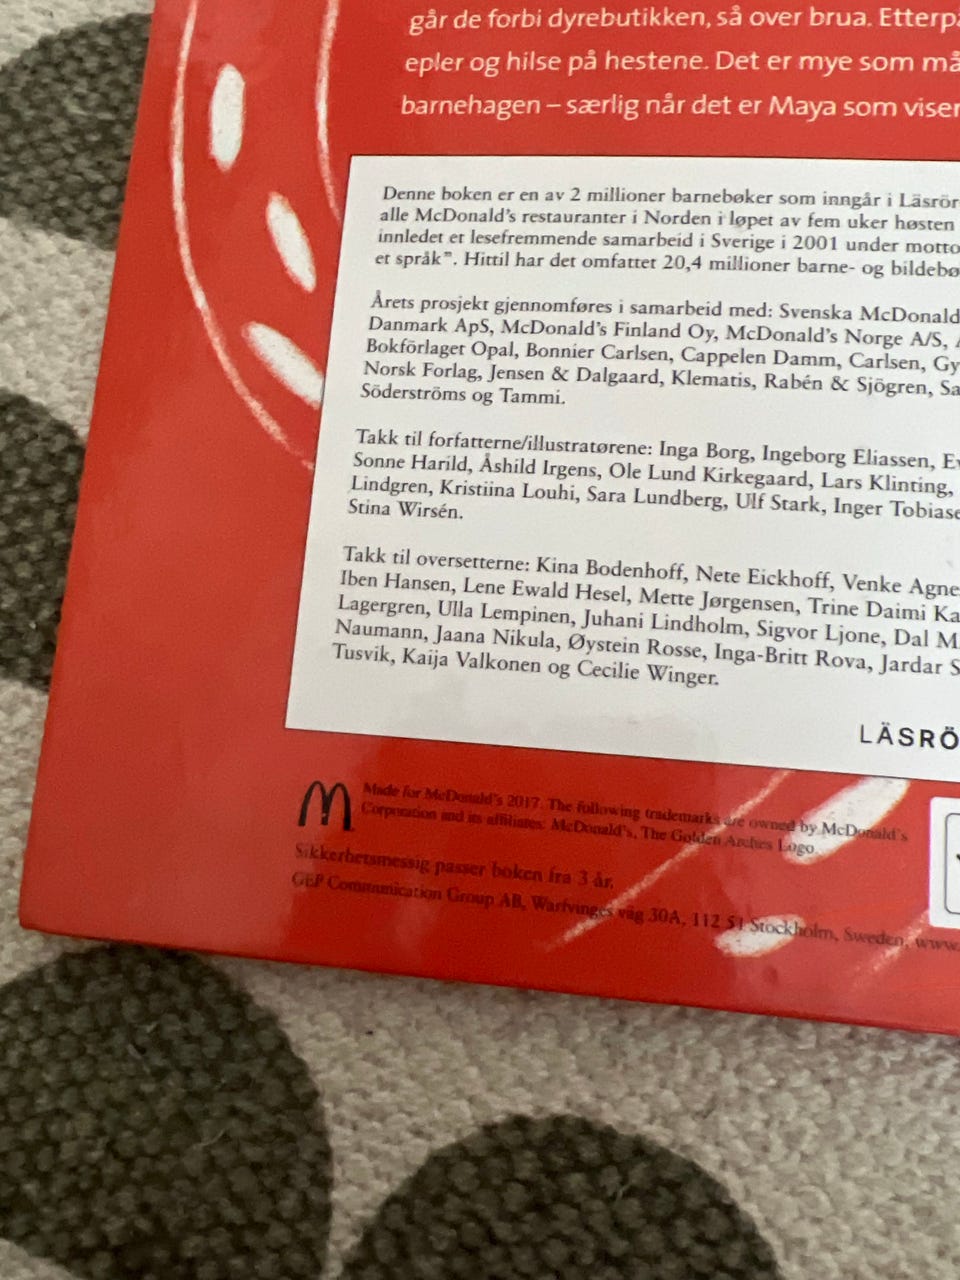 går de forbi dyrebutikken, så over brua. Etterpå
epler og hilse på hestene. Det er mye som må
barnehagen – særlig når det er Maya som viser
Denne boken er en av 2 millioner barnebøker som inngår i Läsrör
alle McDonald's restauranter i Norden i løpet av fem uker høsten
innledet et lesefremmende samarbeid i Sverige i 2001 under motto
et språk". Hittil har det omfattet 20,4 millioner barne- og bildebø
Årets prosjekt gjennomføres i samarbeid med: Svenska McDonald
Danmark ApS, McDonald's Finland Oy, McDonald's Norge A/S, A
Bokförlaget Opal, Bonnier Carlsen, Cappelen Damm, Carlsen, Gy
Norsk Forlag, Jensen & Dalgaard, Klematis, Rabén & Sjögren, Sa
Söderströms og Tammi.
Takk til forfatterne/illustratørene: Inga Borg, Ingeborg Eliassen, Ev
Sonne Harild, Åshild Irgens, Ole Lund Kirkegaard, Lars Klinting,
Lindgren, Kristiina Louhi, Sara Lundberg, Ulf Stark, Inger Tobiase
Stina Wirsén.
Takk til oversetterne: Kina Bodenhoff, Nete Eickhoff, Venke Agne
Iben Hansen, Lene Ewald Hesel, Mette Jørgensen, Trine Daimi Ka
Lagergren, Ulla Lempinen, Juhani Lindholm, Sigvor Ljone, Dal M
Naumann, Jaana Nikula, Øystein Rosse, Inga-Britt Rova, Jardar S
Tusvik, Kaija Valkonen og Cecilie Winger.
LÄSRÖ
Made for McDonald's 2017. The following trademarks are owned by McDonald's
Corporation and its affiliates: McDonald's, The Golden Arches Logo.
Sikkerhetsmessig passer boken fra 3 år.
GEP Communication Group AB, Warfvinges väg 30A, 112 51 Stockholm, Sweden, www.